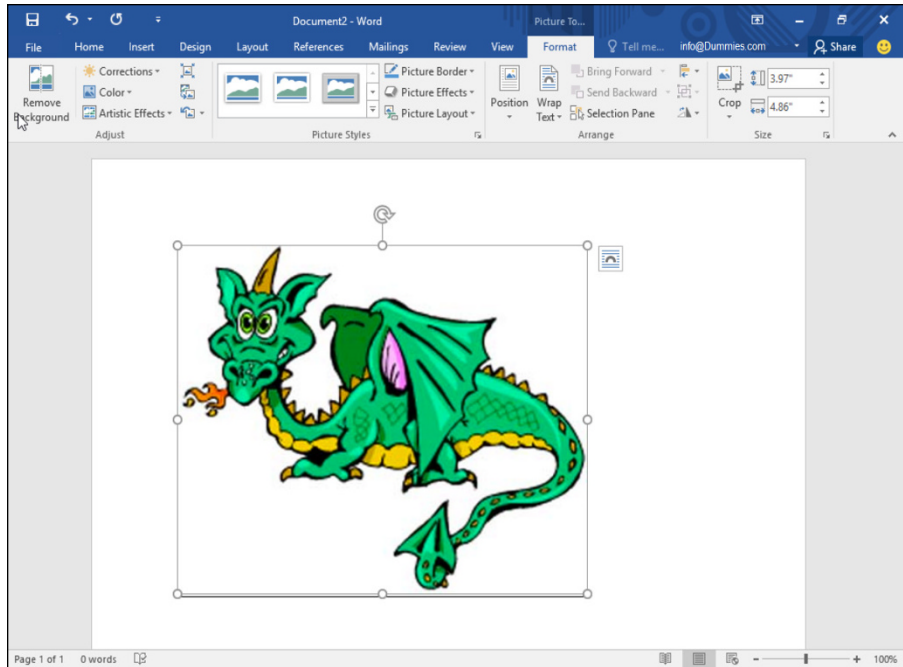 Document2 - Word
Picture To...
File Home Insert Design Layout References Mailings Review View Format Tell me... info@Dummies.com Share
Remove Background
Corrections
Color
Artistic Effects
Adjust
Picture Border
Picture Effects
Picture Layout
Picture Styles
Position
Wrap Text
Bring Forward
Send Backward
Selection Pane
Arrange
Crop
3.97"
4.86"
Size
Page 1 of 1 0 words 100%